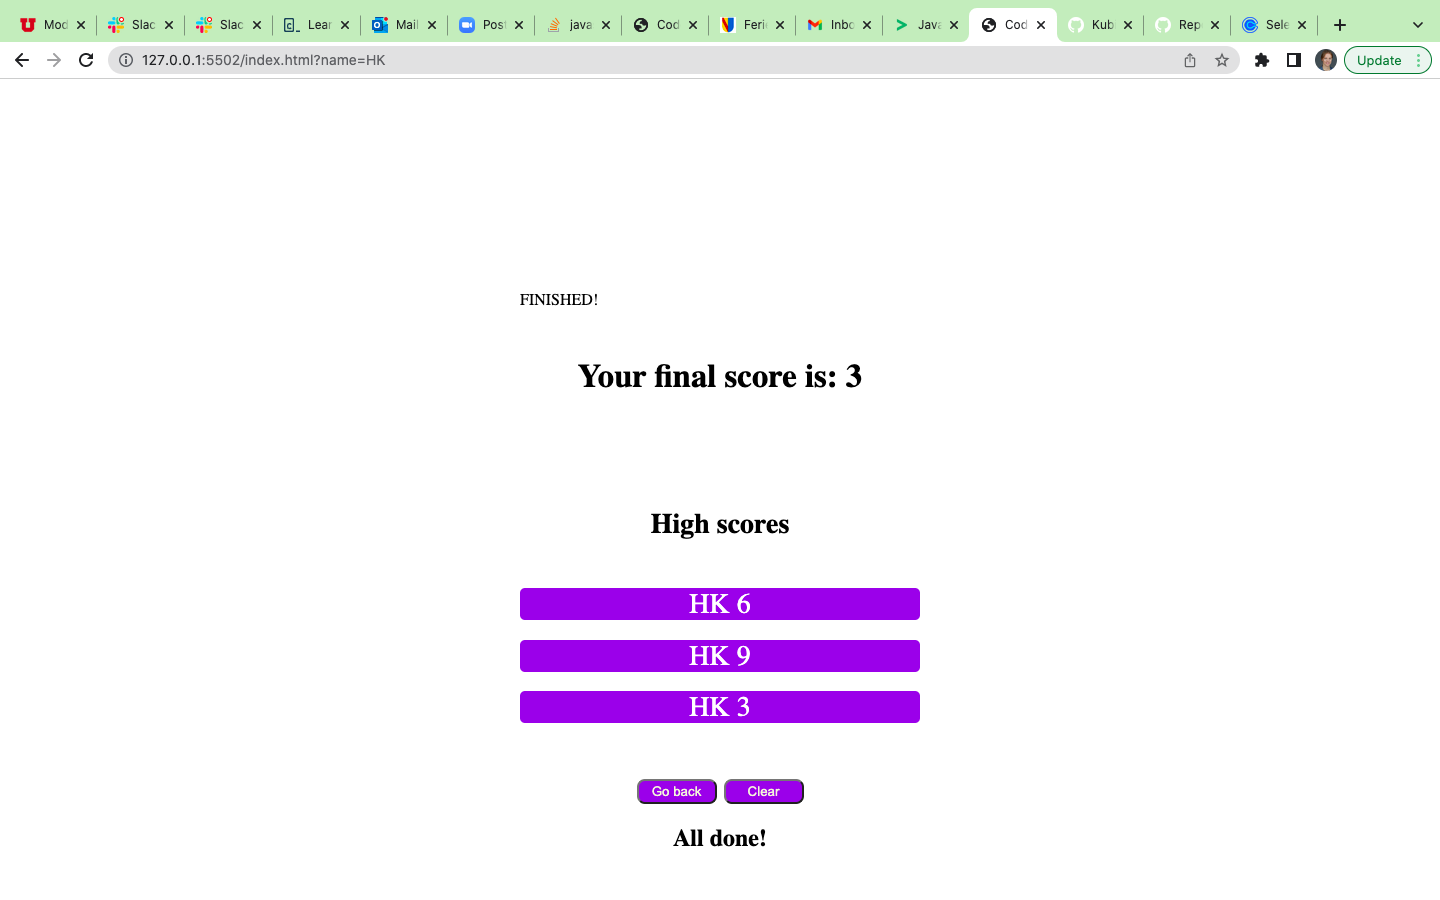 Mod
Slac
Slac
Lear
Mail
Post
java
Cod
Feri
Inbo
Java
Cod
Kub
Rep
Sele
127.0.0.1:5502/index.html?name=HK
Update
FINISHED!
Your final score is: 3
High scores
HK 6
HK 9
HK 3
Go back
Clear
All done!